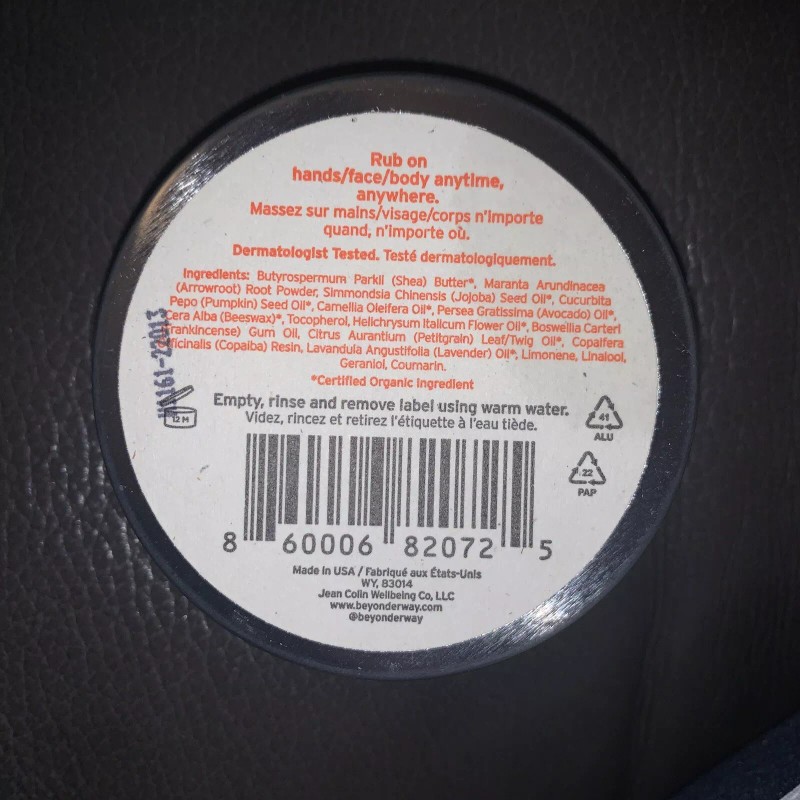 Rub on
hands/face/body anytime,
anywhere.
Massez sur mains/visage/corps n'importe
quand, n'importe où.
Dermatologist Tested. Testé dermatologiquement.
Ingredients: Butyrospermum Parkii (Shea) Butter*, Maranta Arundinacea
(Arrowroot) Root Powder, Simmondsia Chinensis (Jojoba) Seed Oil*, Cucurbita
Pepo (Pumpkin) Seed Oil*, Camellia Oleifera Oil*, Persea Gratissima (Avocado) Oil*,
Cera Alba (Beeswax)*, Tocopherol, Helichrysum Italicum Flower Oil*, Boswellia Carteri
(Frankincense) Gum Oil, Citrus Aurantium (Petitgrain) Leaf/Twig Oil*, Copaifera
Officinalis (Copaiba) Resin, Lavandula Angustifolia (Lavender) Oil*, Limonene, Linalool,
Geraniol, Coumarin.
*Certified Organic Ingredient
12 M
Empty, rinse and remove label using warm water.
Videz, rincez et retirez l'étiquette à l'eau tiède.
41
ALU
22
PAP
8 60006 82072 5
Made in USA / Fabriqué aux États-Unis
WY, 83014
Jean Colin Wellbeing Co, LLC
www.beyonderway.com
@beyonderway